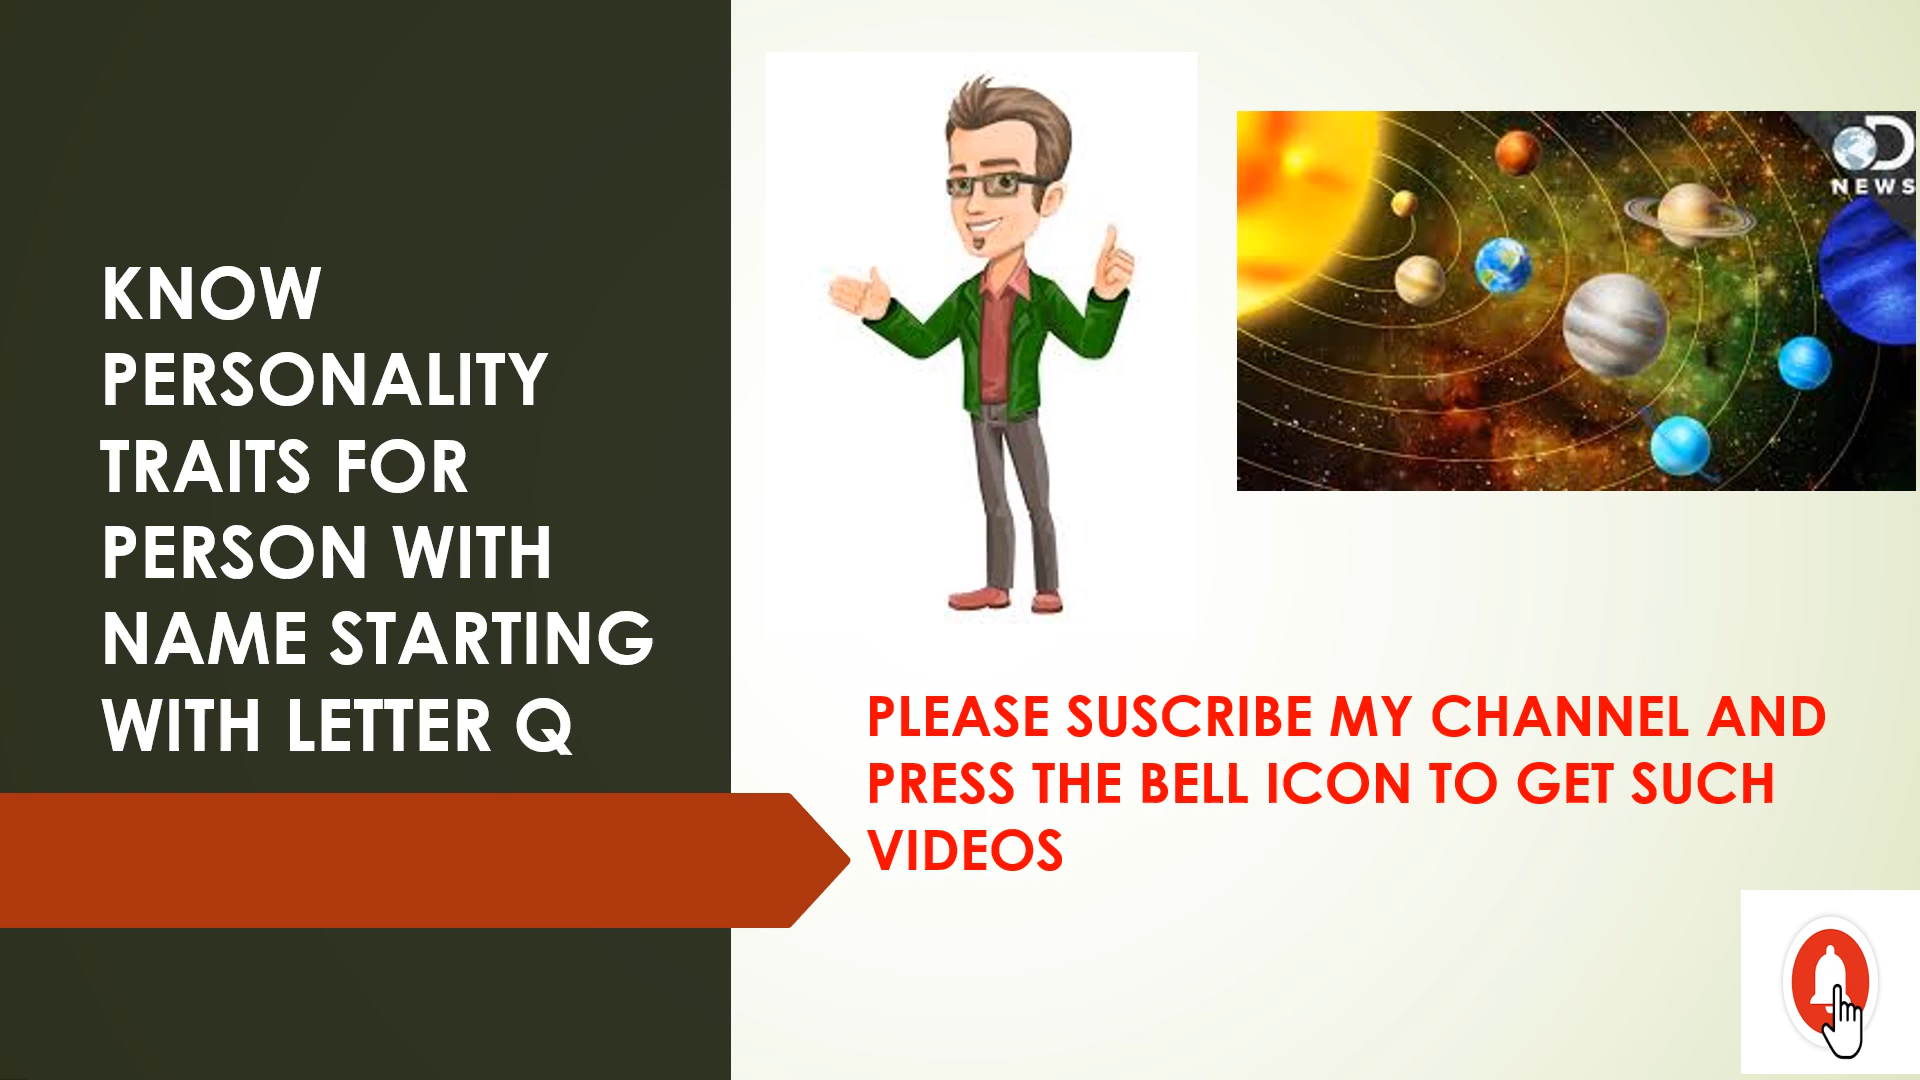 KNOW
PERSONALITY
TRAITS FOR
PERSON WITH
NAME STARTING
WITH LETTER Q
D
NEWS
PLEASE SUSCRIBE MY CHANNEL AND
PRESS THE BELL ICON TO GET SUCH
VIDEOS